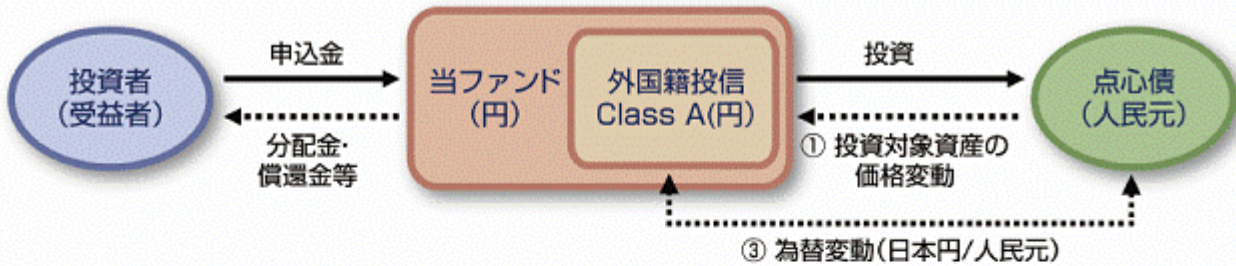 投資者
（受益者）
申込金
分配金・
償還金等
当ファンド
（円）
外国籍投信
Class A(円)
投資
① 投資対象資産の
価格変動
点心債
（人民元）
③ 為替変動(日本円/人民元)